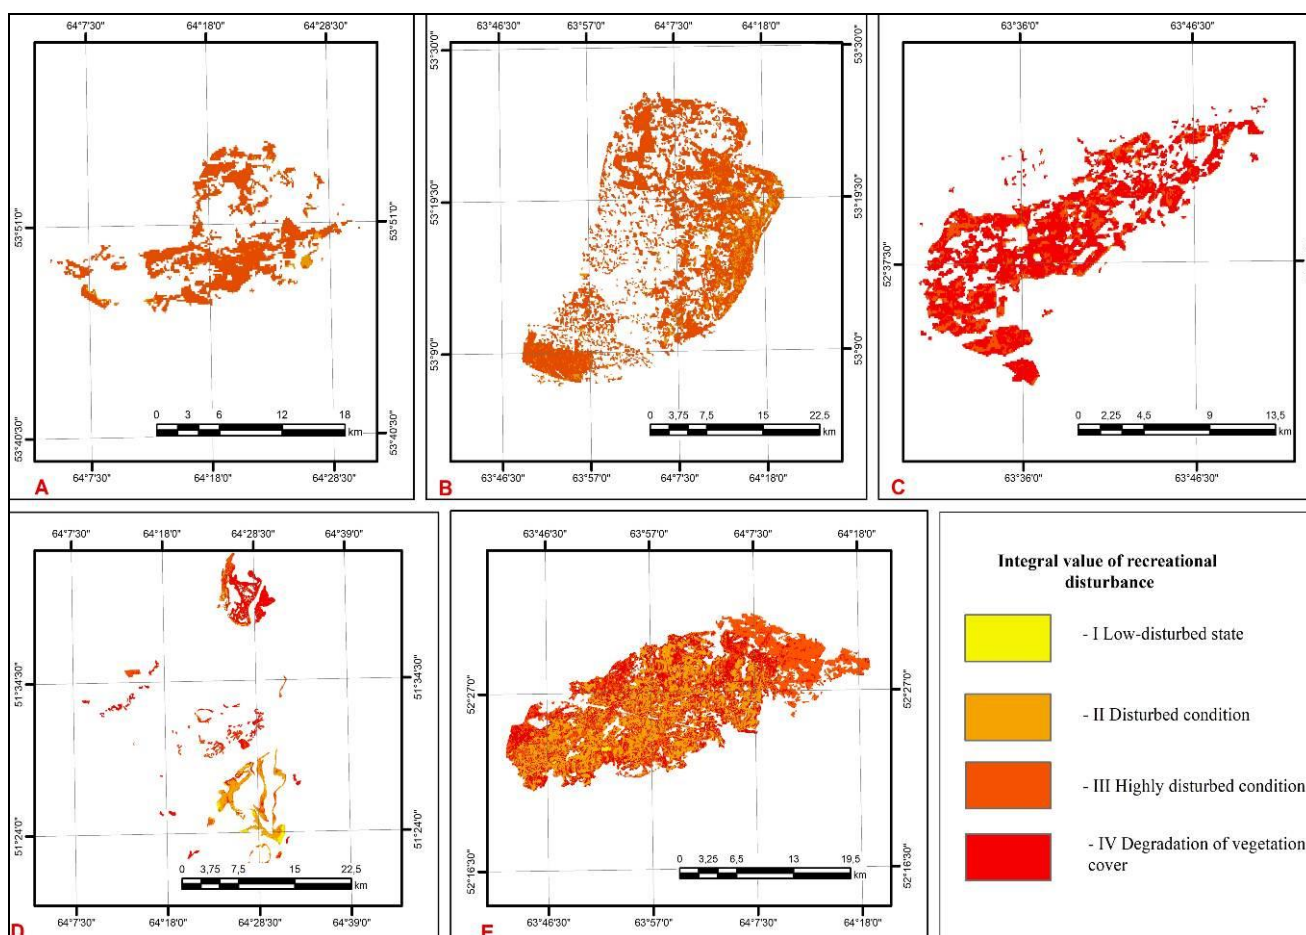 64°7'30" 64°18'0" 64°28'30"
53°51'0"
53°51'0"
53°40'30"
53°40'30"
0 3 6 12 18
km
64°7'30" 64°18'0" 64°28'30"
A
63°46'30" 63°57'0" 64°7'30" 64°18'0"
53°30'0"
53°30'0"
53°19'30"
53°19'30"
53°9'0"
53°9'0"
0 3,75 7,5 15 22,5
km
63°46'30" 63°57'0" 64°7'30" 64°18'0"
B
63°36'0" 63°46'30"
52°37'30"
0 2,25 4,5 9 13,5
km
63°36'0" 63°46'30"
C
64°7'30" 64°18'0" 64°28'30" 64°39'0"
51°34'30"
51°34'30"
51°24'0"
51°24'0"
0 3,75 7,5 15 22,5
km
64°7'30" 64°18'0" 64°28'30" 64°39'0"
D
63°46'30" 63°57'0" 64°7'30" 64°18'0"
52°27'0"
52°27'0"
52°16'30"
52°16'30"
0 3,25 6,5 13 19,5
km
63°46'30" 63°57'0" 64°7'30" 64°18'0"
Integral value of recreational
disturbance
- I Low-disturbed state
- II Disturbed condition
- III Highly disturbed condition
- IV Degradation of vegetation
cover